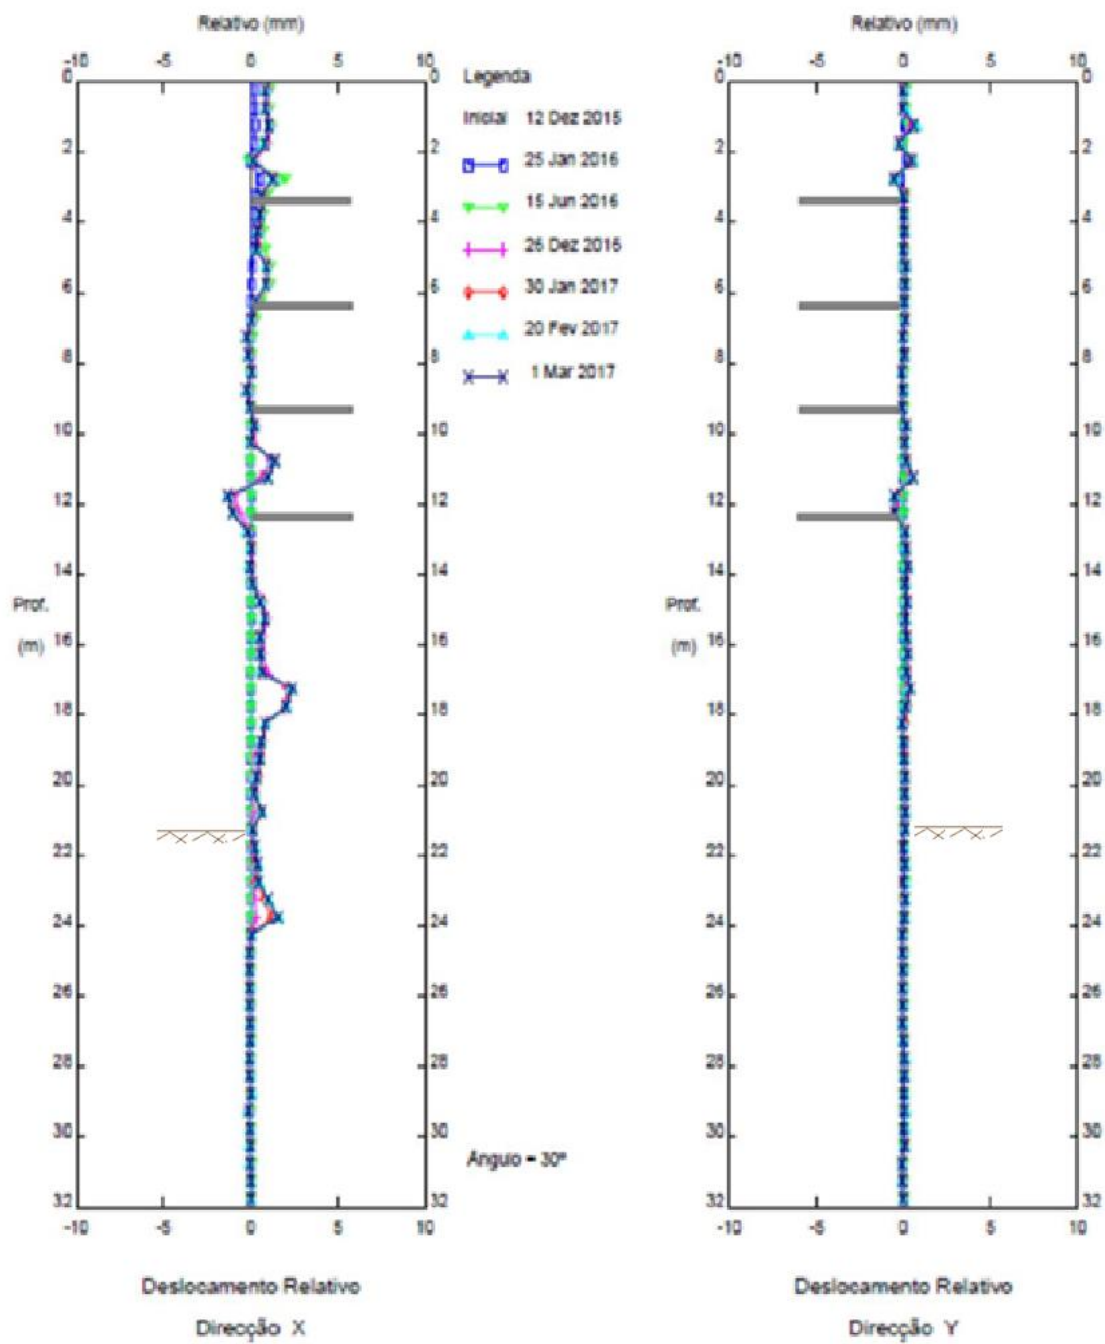 Relativo (mm)
-10 -5 0 5 10
0 0
2 2
4 4
6 6
8 8
10 10
12 12
14 14
Prof.
16 16
(m)
18 18
20 20
22 22
24 24
26 26
28 28
30 30
32 32
-10 -5 0 5 10
Deslocamento Relativo
Direcção X
Legenda
Inicial 12 Dez 2015
25 Jan 2016
15 Jun 2016
26 Dez 2016
30 Jan 2017
20 Fev 2017
1 Mar 2017
Ângulo = 30º
Relativo (mm)
-10 -5 0 5 10
0 0
2 2
4 4
6 6
8 8
10 10
12 12
14 14
Prof.
16 16
(m)
18 18
20 20
22 22
24 24
26 26
28 28
30 30
32 32
-10 -5 0 5 10
Deslocamento Relativo
Direcção Y